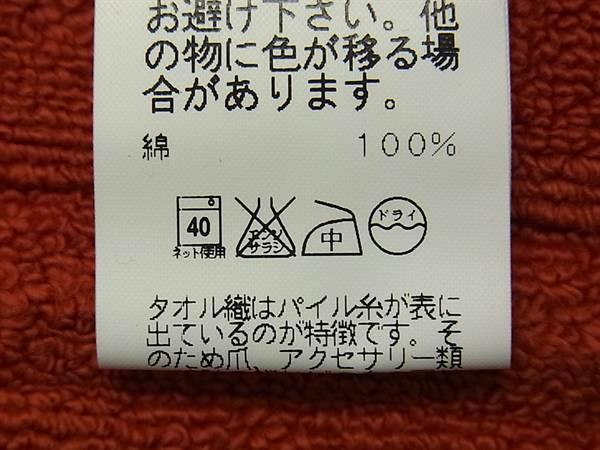 お避け下さい。他
の物に色が移る場
合があります。
綿 100%
40 エンソサラシ 中 ドライ
ネット使用
タオル織はパイル糸が表に
出ているのが特徴です。そ
のため爪、アクセサリー類